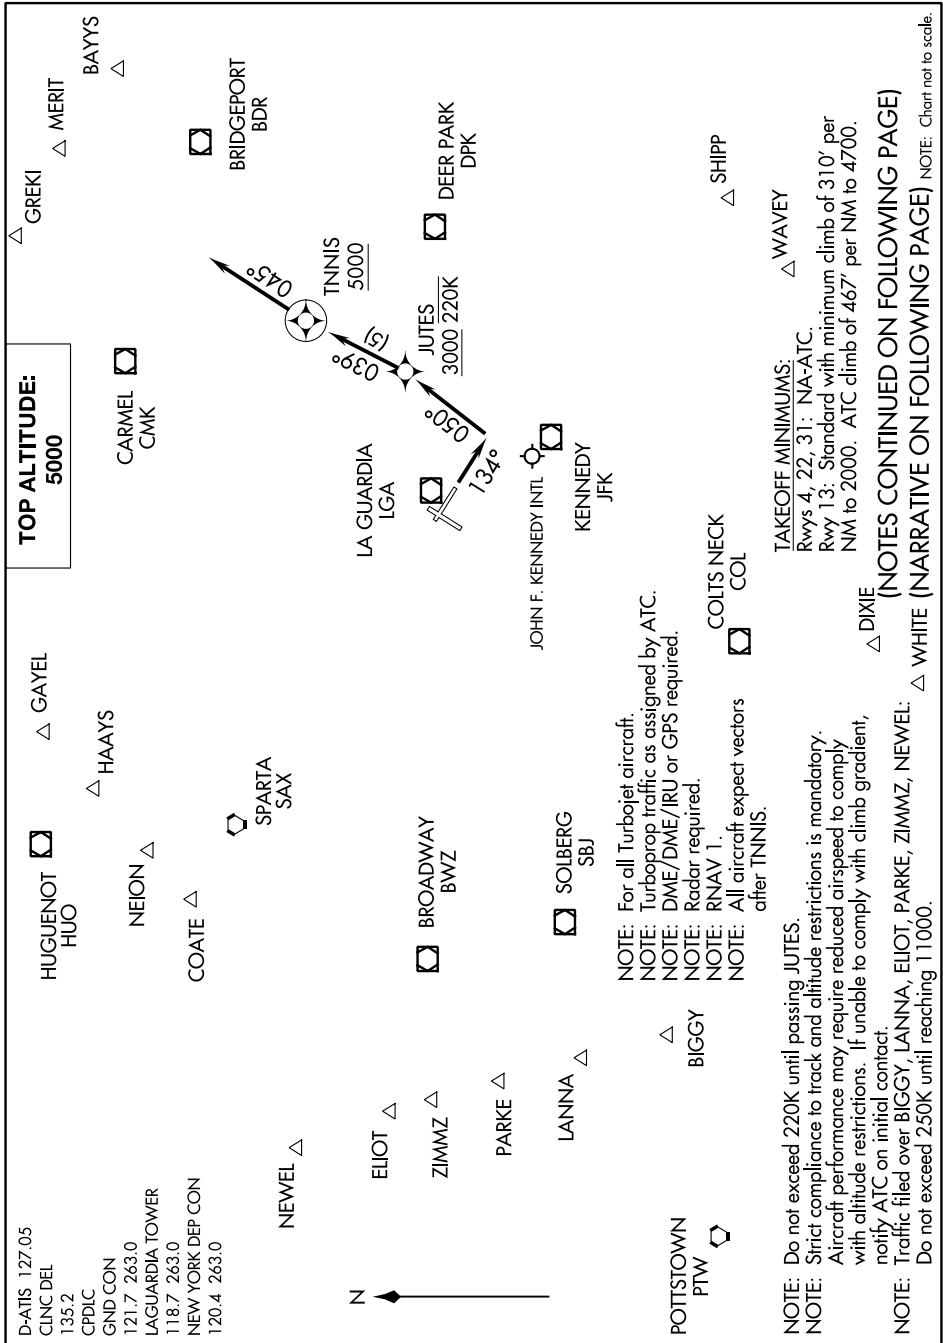 D-ATIS 127.05
CLNC DEL
135.2
CPDLC
GND CON
121.7 263.0
LAGUARDIA TOWER
118.7 263.0
NEW YORK DEP CON
120.4 263.0
TOP ALTITUDE:
5000
HUGUENOT
HUO
GAYEL
HAAYS
NEION
COATE
SPARTA
SAX
CARMEL
CMK
GREKI
MERIT
BAYYS
BRIDGEPORT
BDR
045°
TNNIS
5000
039°
(5)
JUTES
3000 220K
050°
134°
DEER PARK
DPK
LA GUARDIA
LGA
JOHN F. KENNEDY INTL
KENNEDY
JFK
NEWEL
ELIOT
ZIMMZ
PARKE
LANNA
BROADWAY
BWZ
SOLBERG
SBJ
N
POTTSTOWN
PTW
BIGGY
COLTS NECK
COL
DIXIE
WHITE
SHIPP
WAVEY
NOTE: For all Turbojet aircraft.
NOTE: Turboprop traffic as assigned by ATC.
NOTE: DME/DME/IRU or GPS required.
NOTE: Radar required.
NOTE: RNAV 1.
NOTE: All aircraft expect vectors
after TNNIS.
NOTE: Do not exceed 220K until passing JUTES.
NOTE: Strict compliance to track and altitude restrictions is mandatory.
Aircraft performance may require reduced airspeed to comply
with altitude restrictions. If unable to comply with climb gradient,
notify ATC on initial contact.
NOTE: Traffic filed over BIGGY, LANNA, ELIOT, PARKE, ZIMMZ, NEWEL:
Do not exceed 250K until reaching 11000.
TAKEOFF MINIMUMS:
Rwys 4, 22, 31: NA-ATC.
Rwy 13: Standard with minimum climb of 310' per
NM to 2000. ATC climb of 467' per NM to 4700.
(NOTES CONTINUED ON FOLLOWING PAGE)
(NARRATIVE ON FOLLOWING PAGE)
NOTE: Chart not to scale.